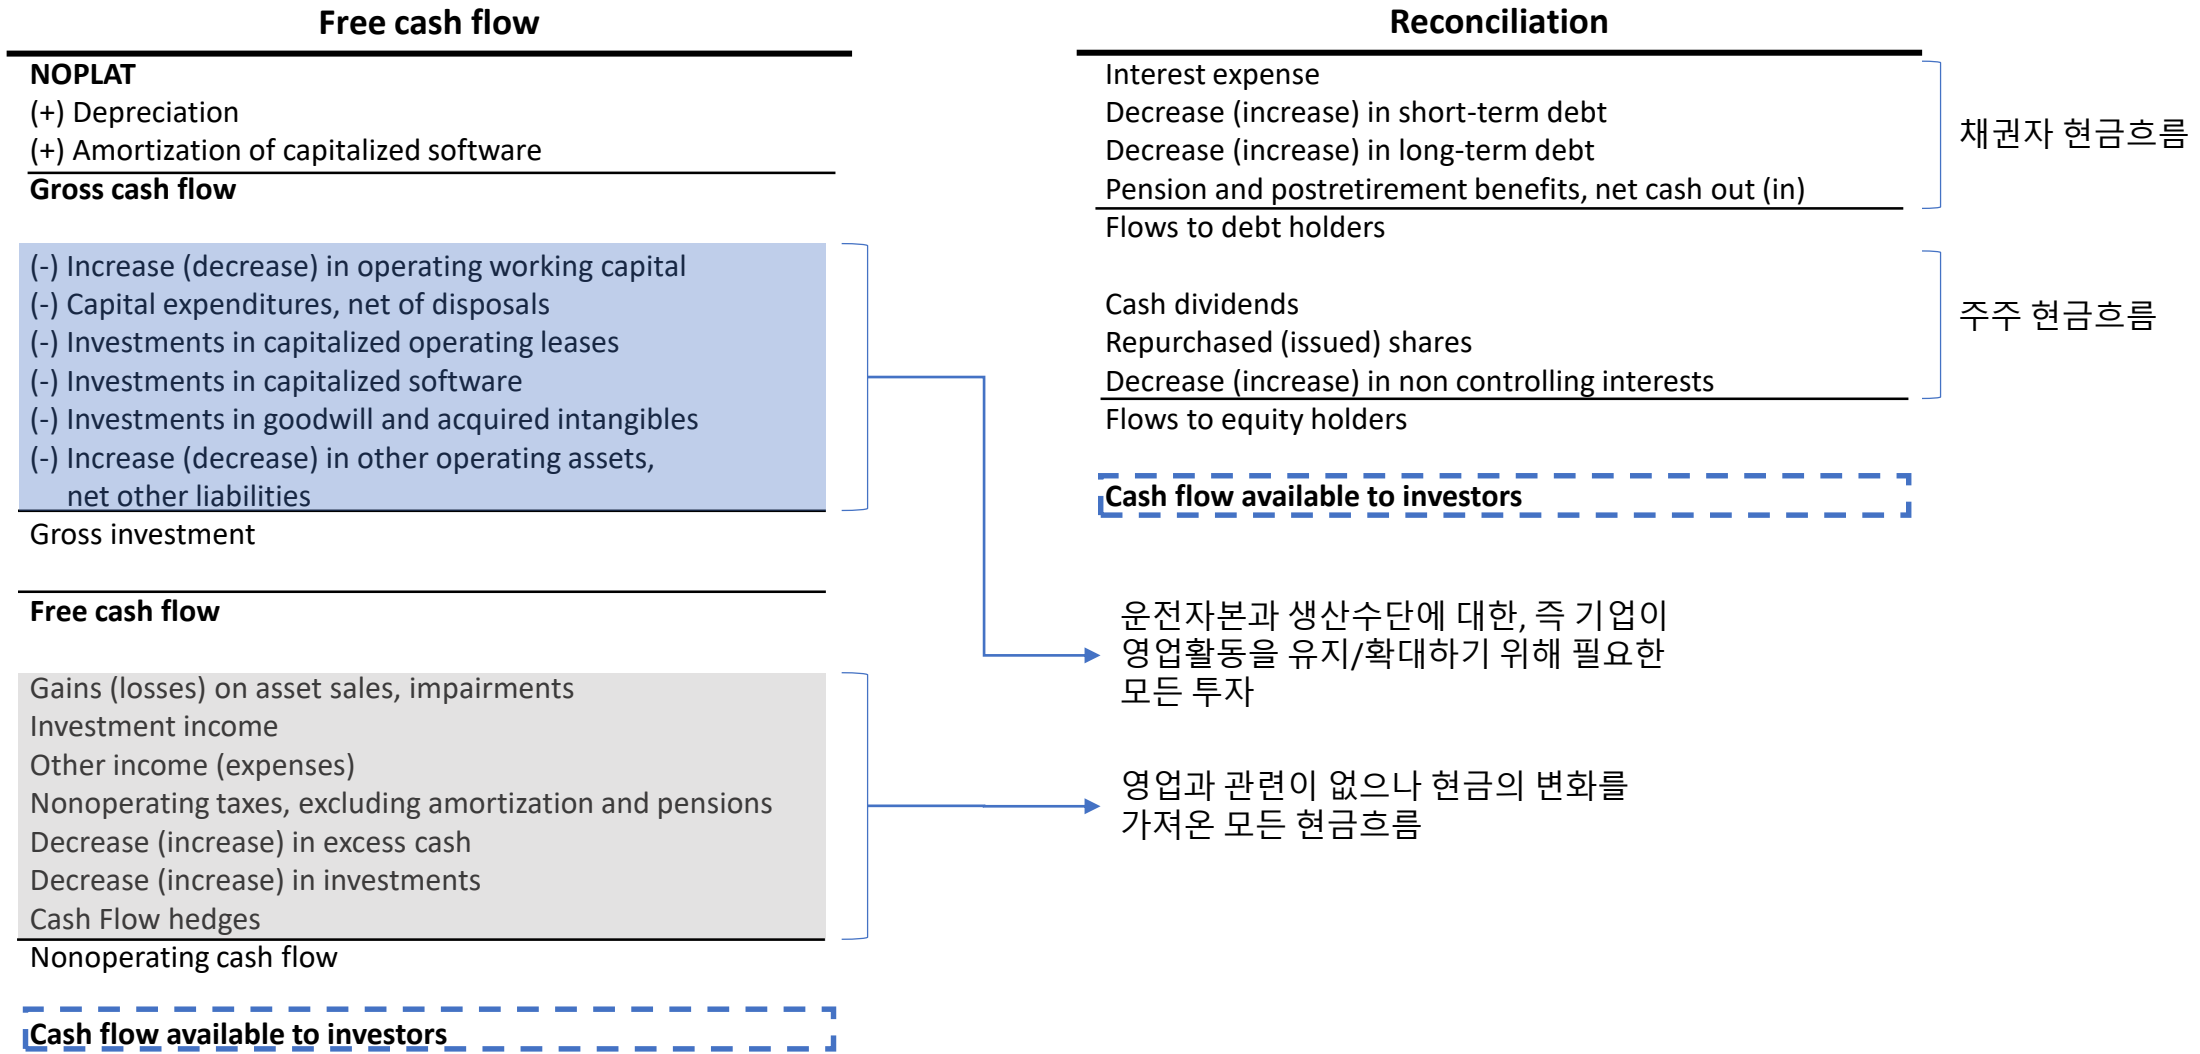 Free cash flow
NOPLAT
(+) Depreciation
(+) Amortization of capitalized software
Gross cash flow
(-) Increase (decrease) in operating working capital
(-) Capital expenditures, net of disposals
(-) Investments in capitalized operating leases
(-) Investments in capitalized software
(-) Investments in goodwill and acquired intangibles
(-) Increase (decrease) in other operating assets,
net other liabilities
Gross investment
Free cash flow
Gains (losses) on asset sales, impairments
Investment income
Other income (expenses)
Nonoperating taxes, excluding amortization and pensions
Decrease (increase) in excess cash
Decrease (increase) in investments
Cash Flow hedges
Nonoperating cash flow
Cash flow available to investors
Reconciliation
Interest expense
Decrease (increase) in short-term debt
Decrease (increase) in long-term debt
Pension and postretirement benefits, net cash out (in)
Flows to debt holders
채권자 현금흐름
Cash dividends
Repurchased (issued) shares
Decrease (increase) in non controlling interests
Flows to equity holders
주주 현금흐름
Cash flow available to investors
운전자본과 생산수단에 대한, 즉 기업이
영업활동을 유지/확대하기 위해 필요한
모든 투자
영업과 관련이 없으나 현금의 변화를
가져온 모든 현금흐름